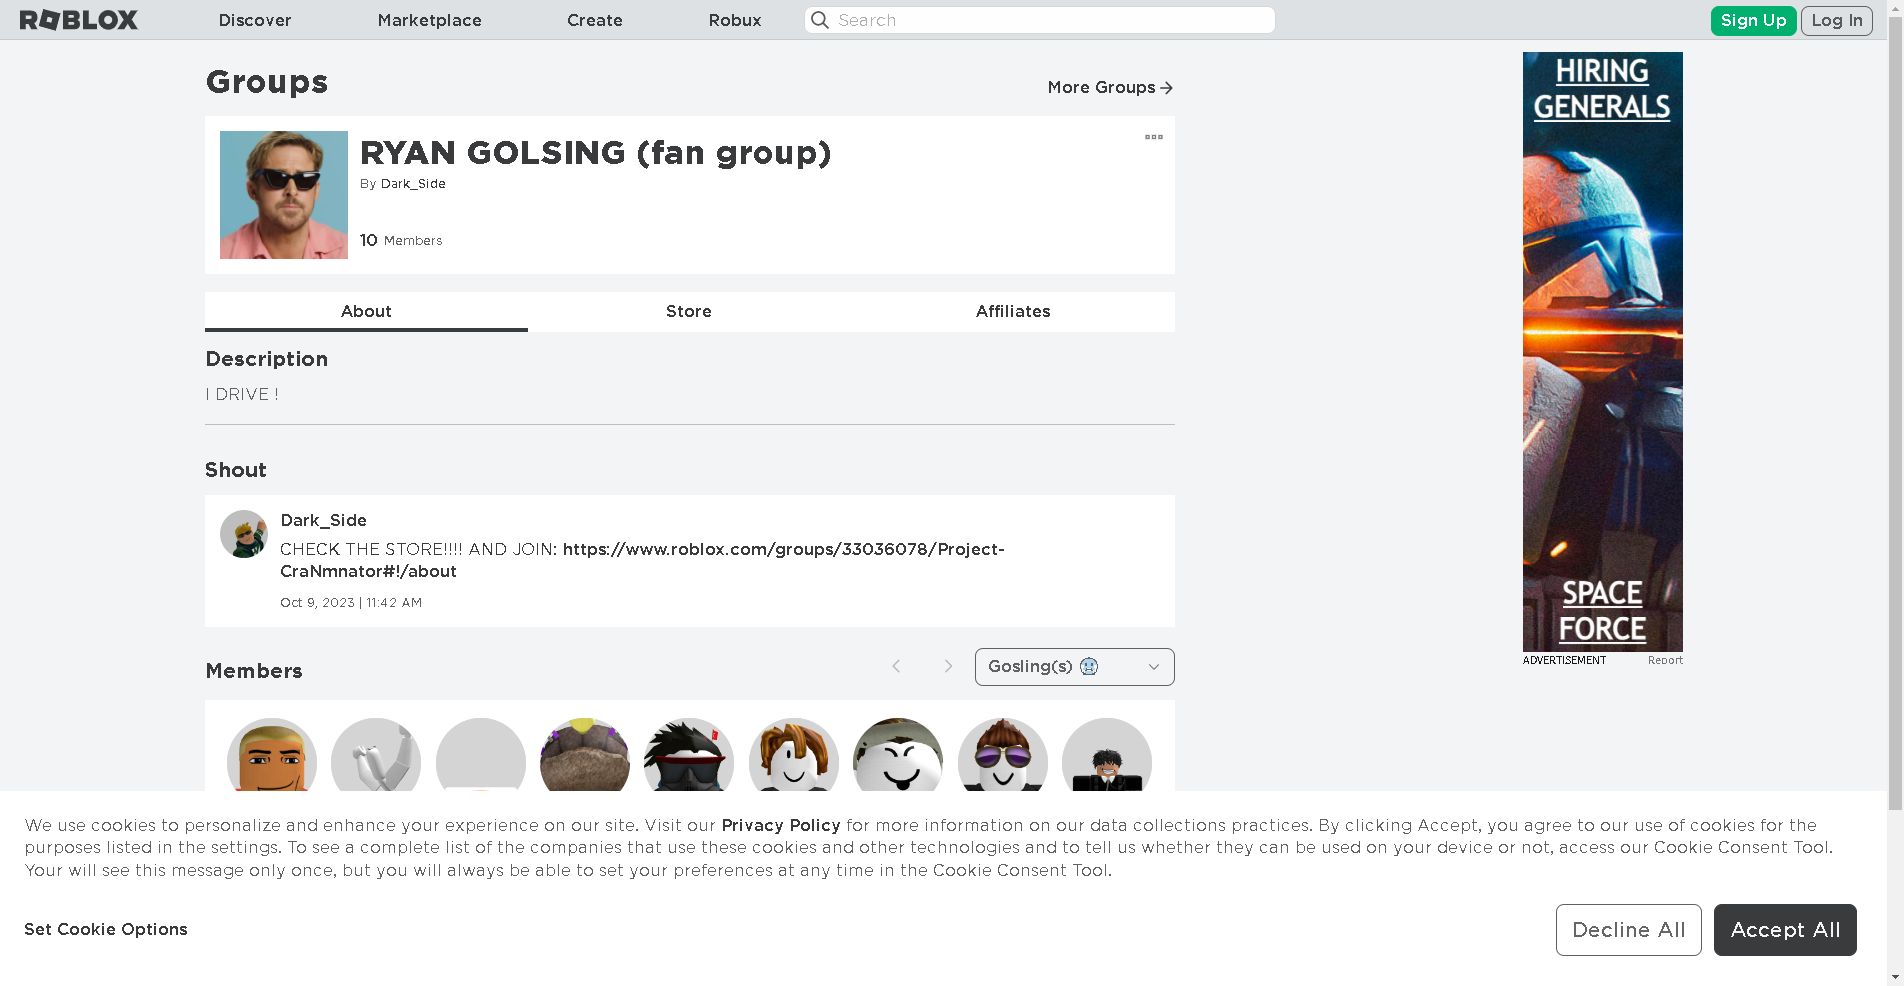 ROBLOX
Discover
Marketplace
Create
Robux
Search
Sign Up
Log In
Groups
More Groups
RYAN GOLSING (fan group)
By Dark_Side
10 Members
About
Store
Affiliates
Description
I DRIVE !
Shout
Dark_Side
CHECK THE STORE!!!! AND JOIN: https://www.roblox.com/groups/33036078/Project-
CraNmnator#!/about
Oct 9, 2023 | 11:42 AM
Members
Gosling(s) 🥶
HIRING
GENERALS
SPACE
FORCE
ADVERTISEMENT
Report
We use cookies to personalize and enhance your experience on our site. Visit our Privacy Policy for more information on our data collections practices. By clicking Accept, you agree to our use of cookies for the
purposes listed in the settings. To see a complete list of the companies that use these cookies and other technologies and to tell us whether they can be used on your device or not, access our Cookie Consent Tool.
Your will see this message only once, but you will always be able to set your preferences at any time in the Cookie Consent Tool.
Set Cookie Options
Decline All
Accept All